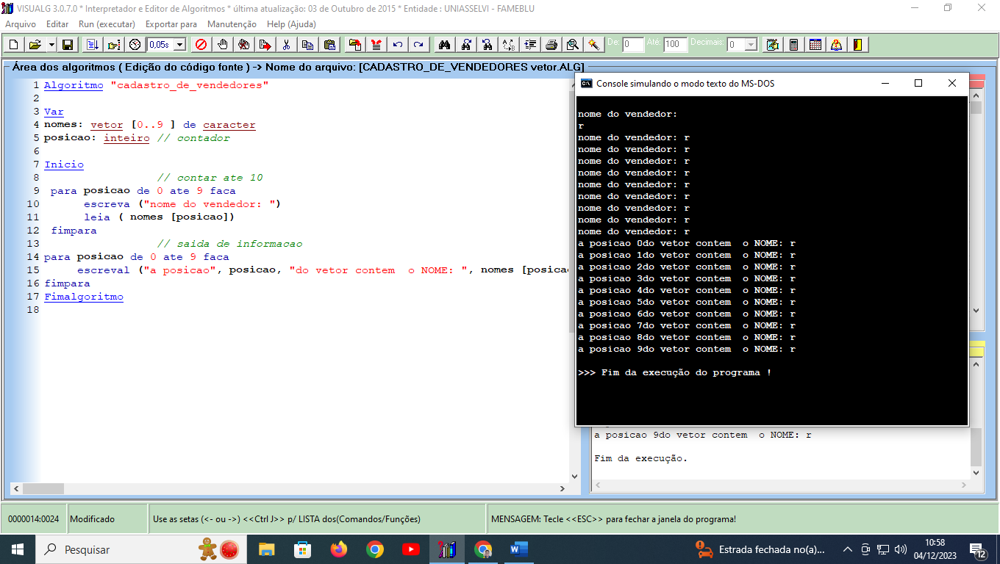 VISUALG 3.0.7.0 * Interpretador e Editor de Algoritmos * última atualização: 03 de Outubro de 2015 * Entidade : UNIASSELVI - FAMEBLU
Arquivo Editar Run (executar) Exportar para Manutenção Help (Ajuda)
0,05s De: 0 Até: 100 Decimais: 0
Área dos algoritmos ( Edição do código fonte ) -> Nome do arquivo: [CADASTRO_DE_VENDEDORES vetor.ALG]
1 Algoritmo "cadastro_de_vendedores"
2
3 Var
4 nomes: vetor [0..9 ] de caracter
5 posicao: inteiro // contador
6
7 Inicio
8 // contar ate 10
9 para posicao de 0 ate 9 faca
10 escreva ("nome do vendedor: ")
11 leia ( nomes [posicao])
12 fimpara
13 // saida de informacao
14 para posicao de 0 ate 9 faca
15 escreval ("a posicao", posicao, "do vetor contem  o NOME: ", nomes [posica
16 fimpara
17 Fimalgoritmo
18
Console simulando o modo texto do MS-DOS
nome do vendedor:
r
nome do vendedor: r
nome do vendedor: r
nome do vendedor: r
nome do vendedor: r
nome do vendedor: r
nome do vendedor: r
nome do vendedor: r
nome do vendedor: r
nome do vendedor: r
a posicao 0do vetor contem  o NOME: r
a posicao 1do vetor contem  o NOME: r
a posicao 2do vetor contem  o NOME: r
a posicao 3do vetor contem  o NOME: r
a posicao 4do vetor contem  o NOME: r
a posicao 5do vetor contem  o NOME: r
a posicao 6do vetor contem  o NOME: r
a posicao 7do vetor contem  o NOME: r
a posicao 8do vetor contem  o NOME: r
a posicao 9do vetor contem  o NOME: r
>>> Fim da execução do programa !
a posicao 9do vetor contem  o NOME: r
Fim da execução.
0000014:0024 Modificado Use as setas (<- ou ->) <<Ctrl J>> p/ LISTA dos(Comandos/Funções) MENSAGEM: Tecle <<ESC>> para fechar a janela do programa!
Pesquisar Estrada fechada no(a)... 10:58
04/12/2023 12